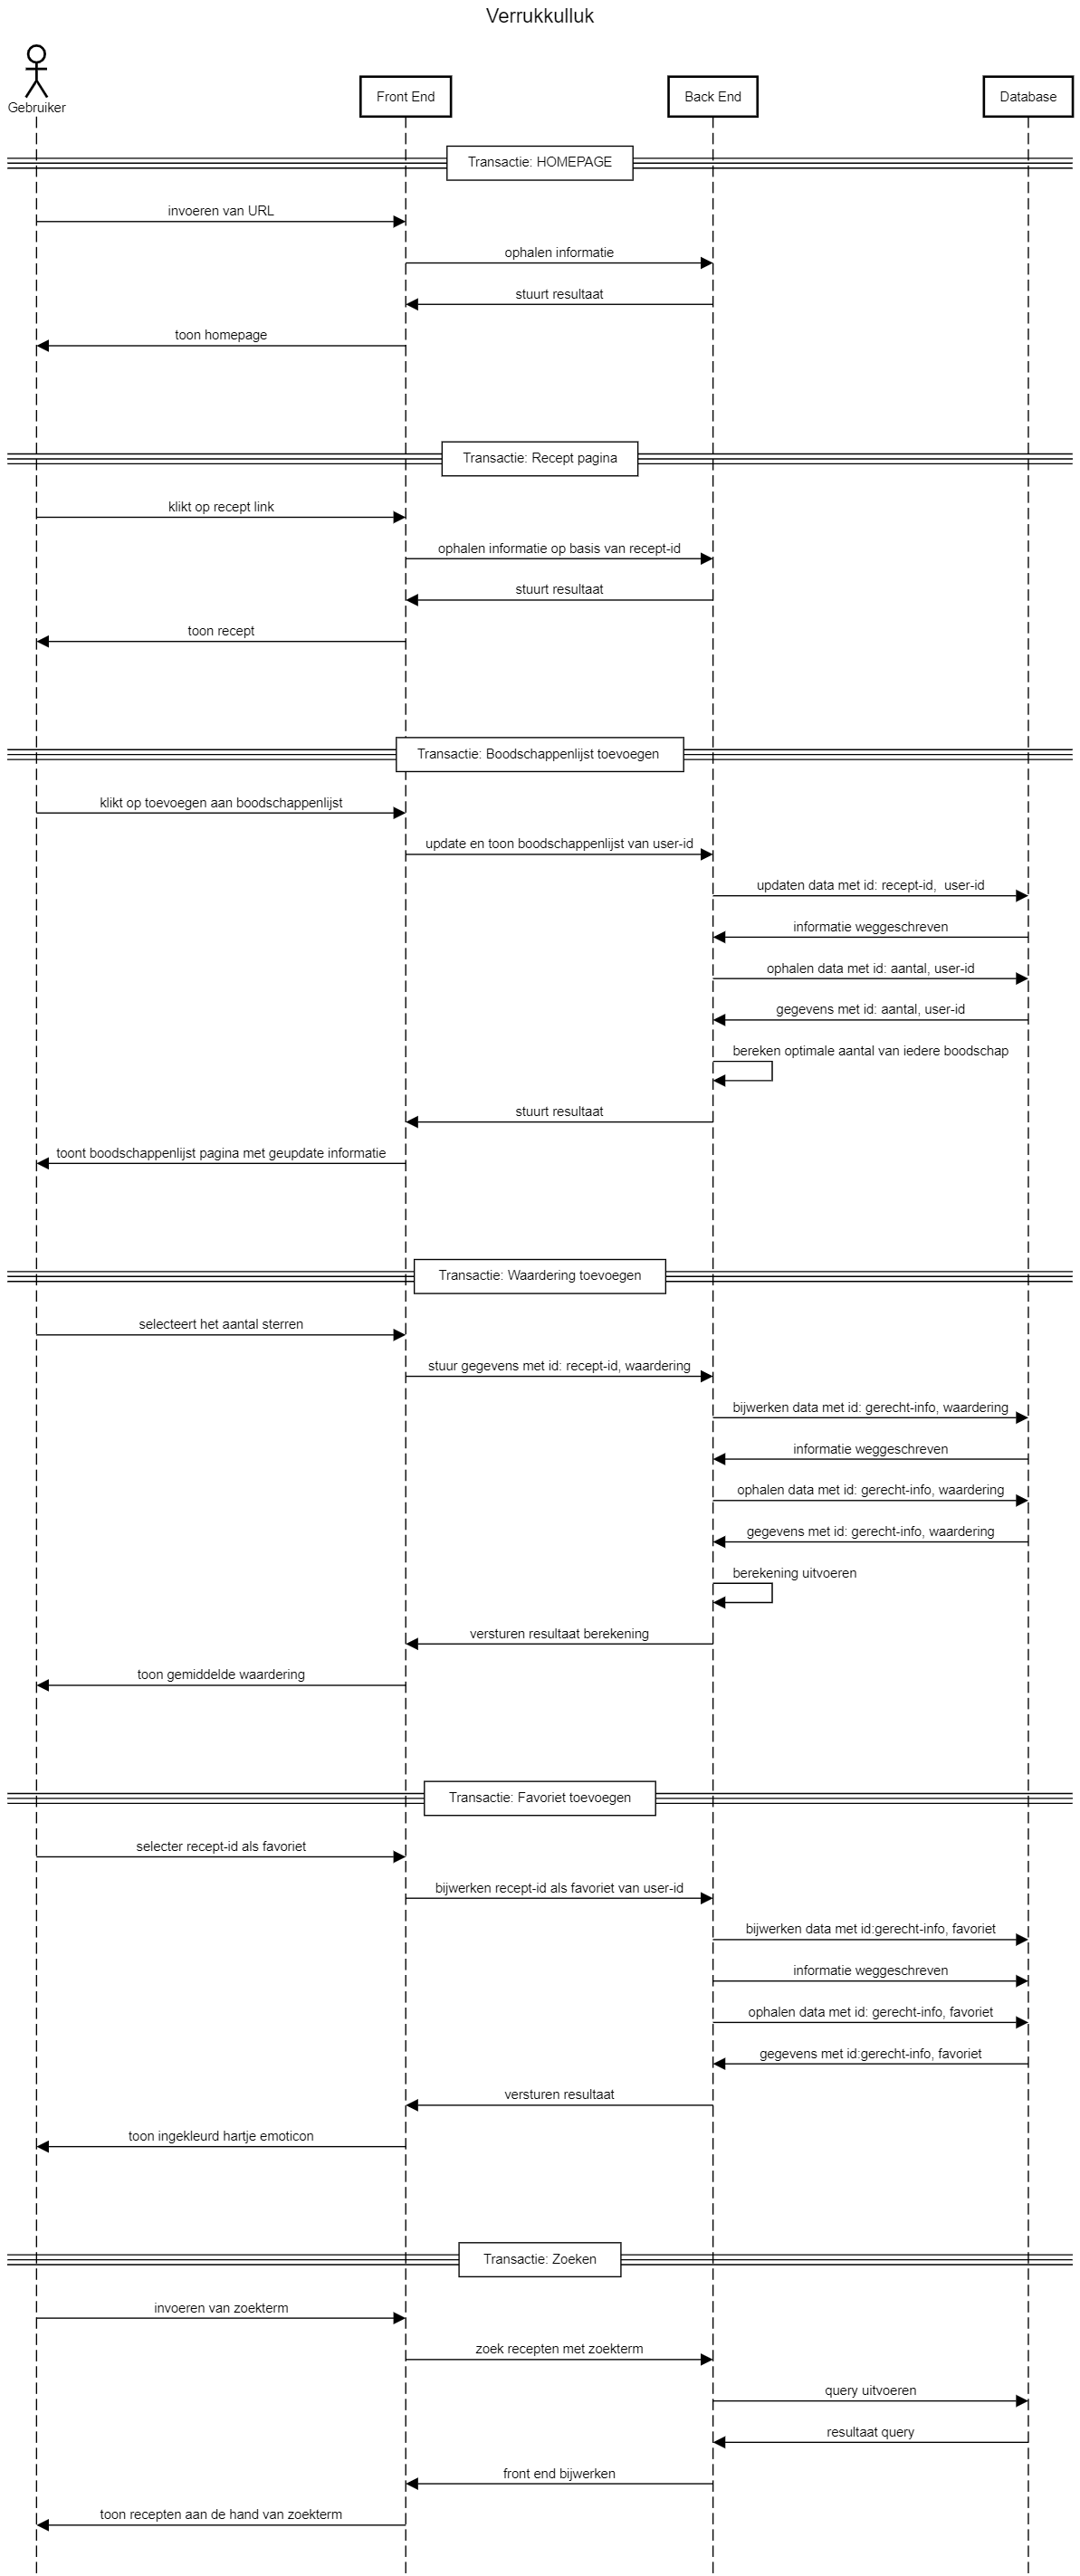 Verrukkulluk
Gebruiker
Front End
Back End
Database
Transactie: HOMEPAGE
invoeren van URL
ophalen informatie
stuurt resultaat
toon homepage
Transactie: Recept pagina
klikt op recept link
ophalen informatie op basis van recept-id
stuurt resultaat
toon recept
Transactie: Boodschappenlijst toevoegen
klikt op toevoegen aan boodschappenlijst
update en toon boodschappenlijst van user-id
updaten data met id: recept-id,  user-id
informatie weggeschreven
ophalen data met id: aantal, user-id
gegevens met id: aantal, user-id
bereken optimale aantal van iedere boodschap
stuurt resultaat
toont boodschappenlijst pagina met geupdate informatie
Transactie: Waardering toevoegen
selecteert het aantal sterren
stuur gegevens met id: recept-id, waardering
bijwerken data met id: gerecht-info, waardering
informatie weggeschreven
ophalen data met id: gerecht-info, waardering
gegevens met id: gerecht-info, waardering
berekening uitvoeren
versturen resultaat berekening
toon gemiddelde waardering
Transactie: Favoriet toevoegen
selecter recept-id als favoriet
bijwerken recept-id als favoriet van user-id
bijwerken data met id:gerecht-info, favoriet
informatie weggeschreven
ophalen data met id: gerecht-info, favoriet
gegevens met id:gerecht-info, favoriet
versturen resultaat
toon ingekleurd hartje emoticon
Transactie: Zoeken
invoeren van zoekterm
zoek recepten met zoekterm
query uitvoeren
resultaat query
front end bijwerken
toon recepten aan de hand van zoekterm